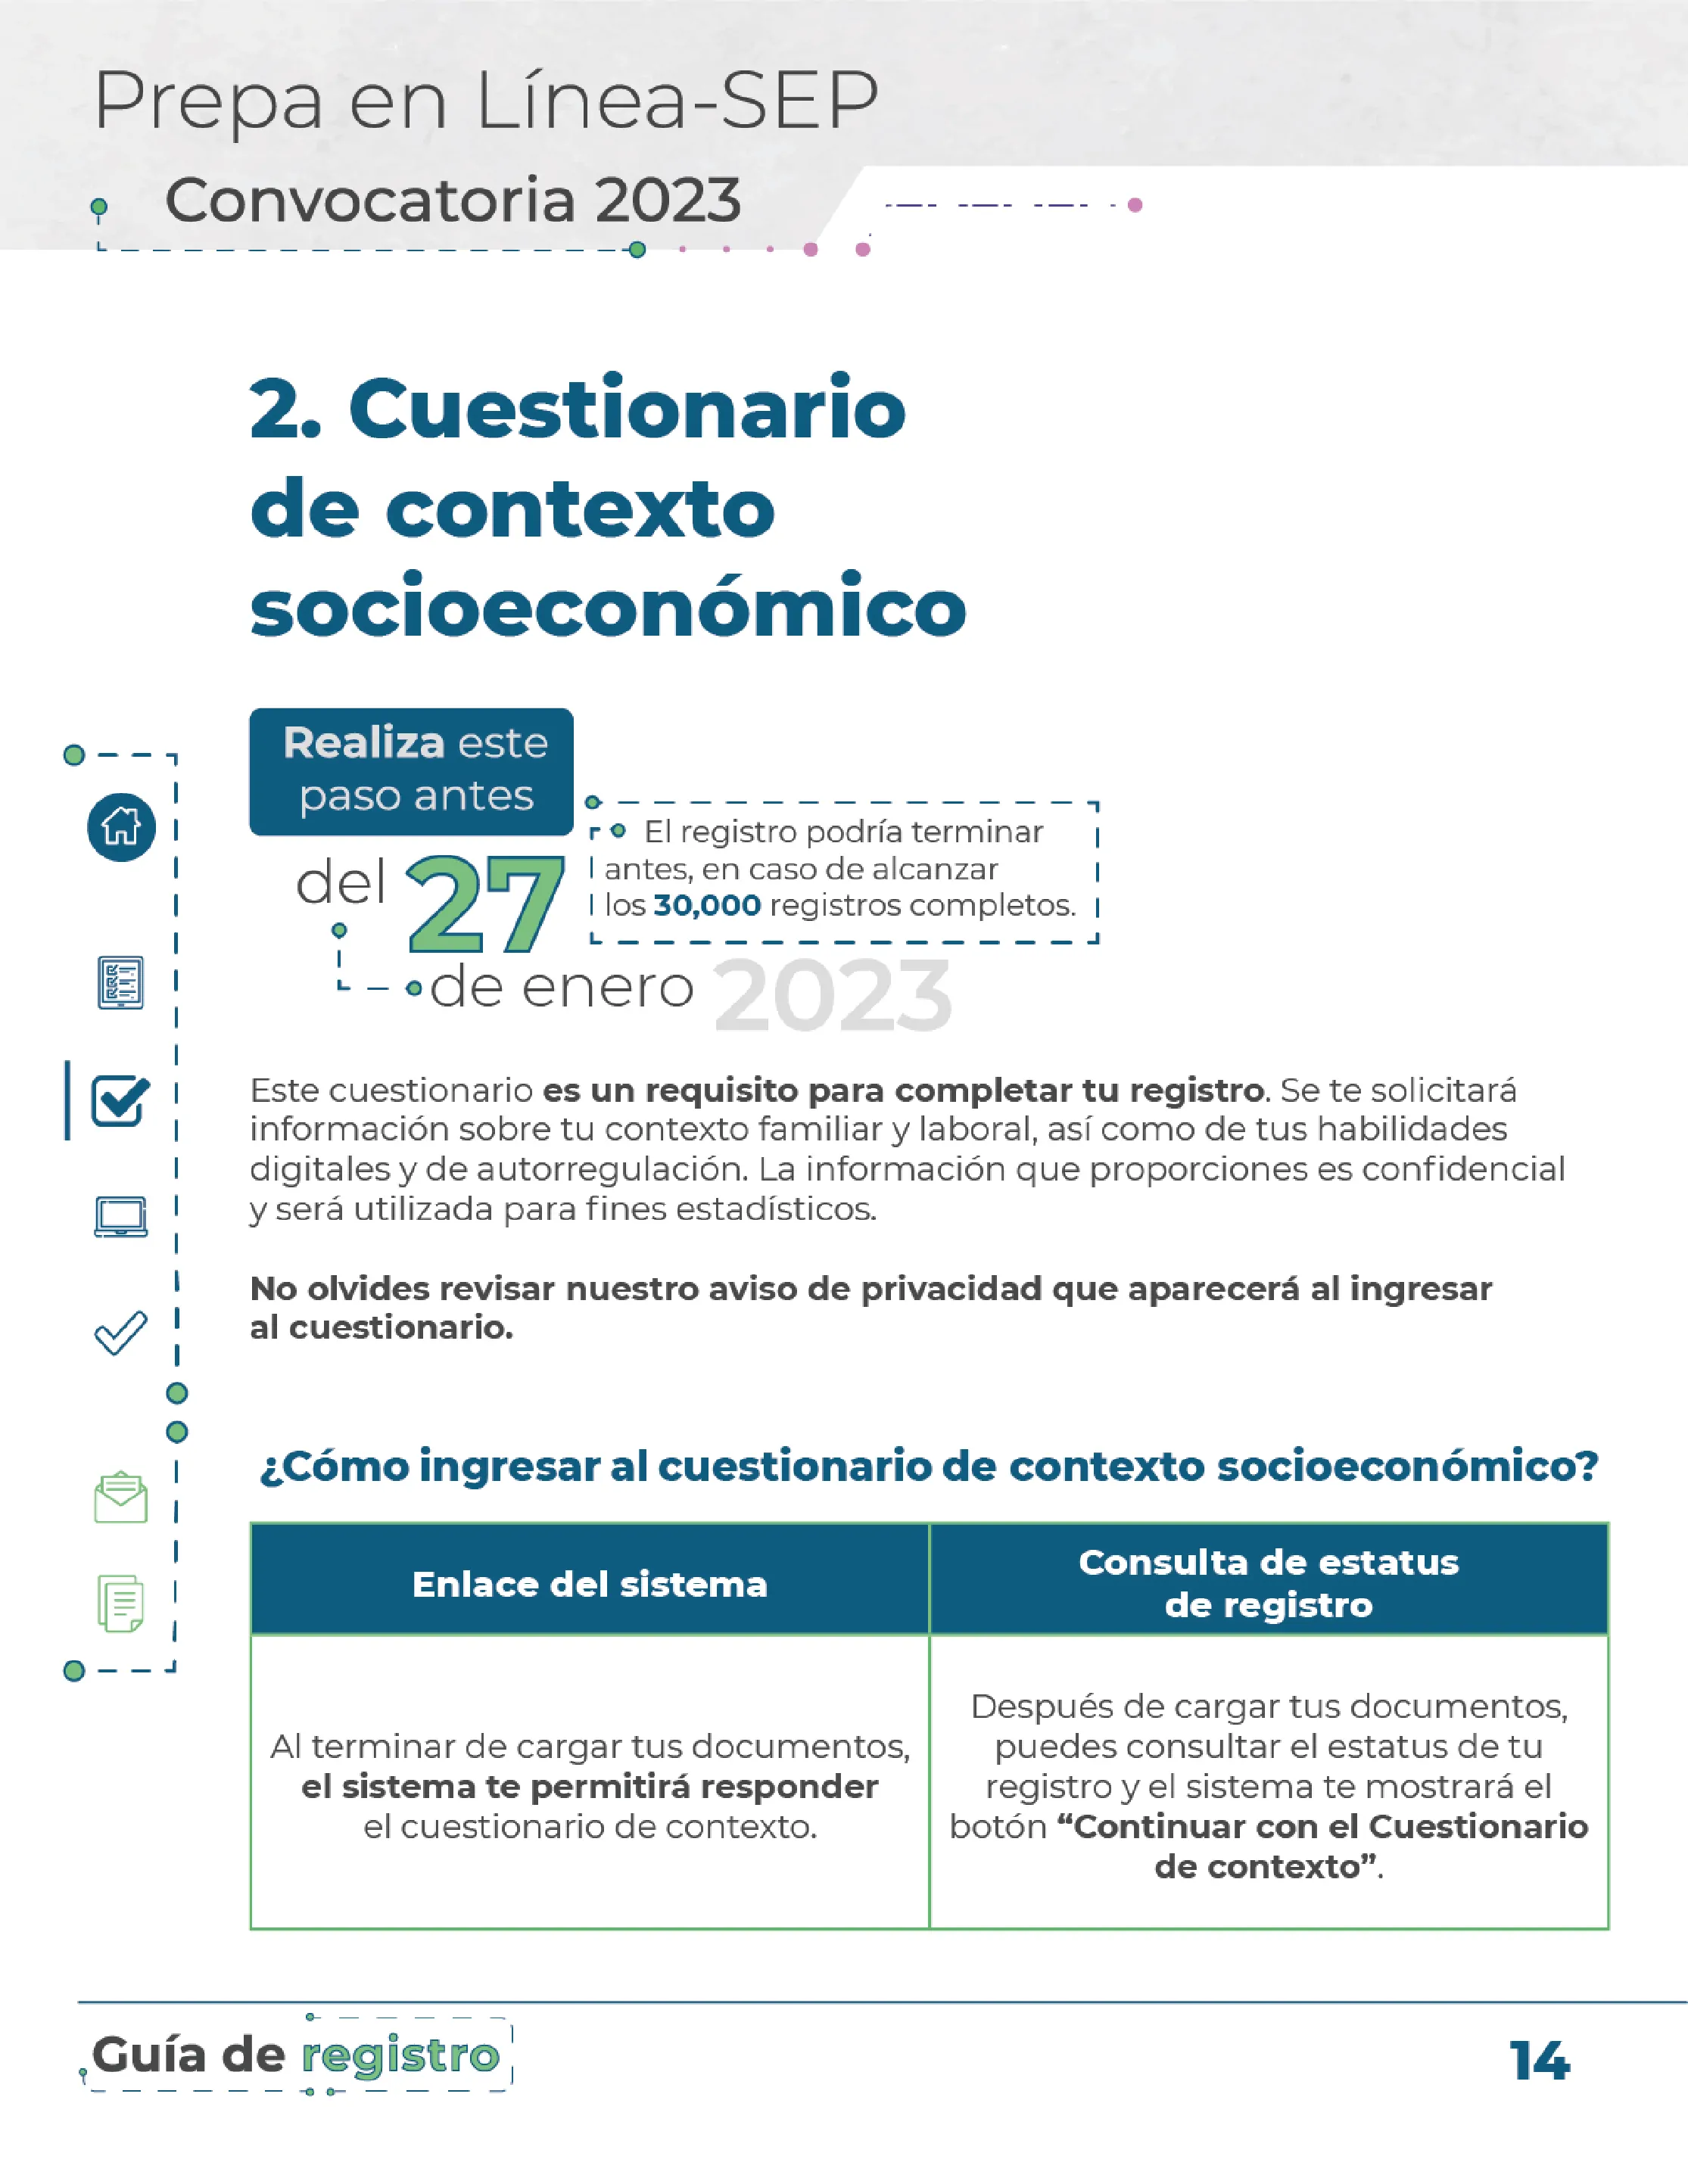 Prepa en Línea-SEP
Convocatoria 2023
2. Cuestionario
de contexto
socioeconómico
Realiza este
paso antes
del 27
de enero 2023
El registro podría terminar
antes, en caso de alcanzar
los 30,000 registros completos.
Este cuestionario es un requisito para completar tu registro. Se te solicitará
información sobre tu contexto familiar y laboral, así como de tus habilidades
digitales y de autorregulación. La información que proporciones es confidencial
y será utilizada para fines estadísticos.
No olvides revisar nuestro aviso de privacidad que aparecerá al ingresar
al cuestionario.
¿Cómo ingresar al cuestionario de contexto socioeconómico?
Enlace del sistema
Al terminar de cargar tus documentos,
el sistema te permitirá responder
el cuestionario de contexto.
Consulta de estatus
de registro
Después de cargar tus documentos,
puedes consultar el estatus de tu
registro y el sistema te mostrará el
botón “Continuar con el Cuestionario
de contexto”.
Guía de registro
14